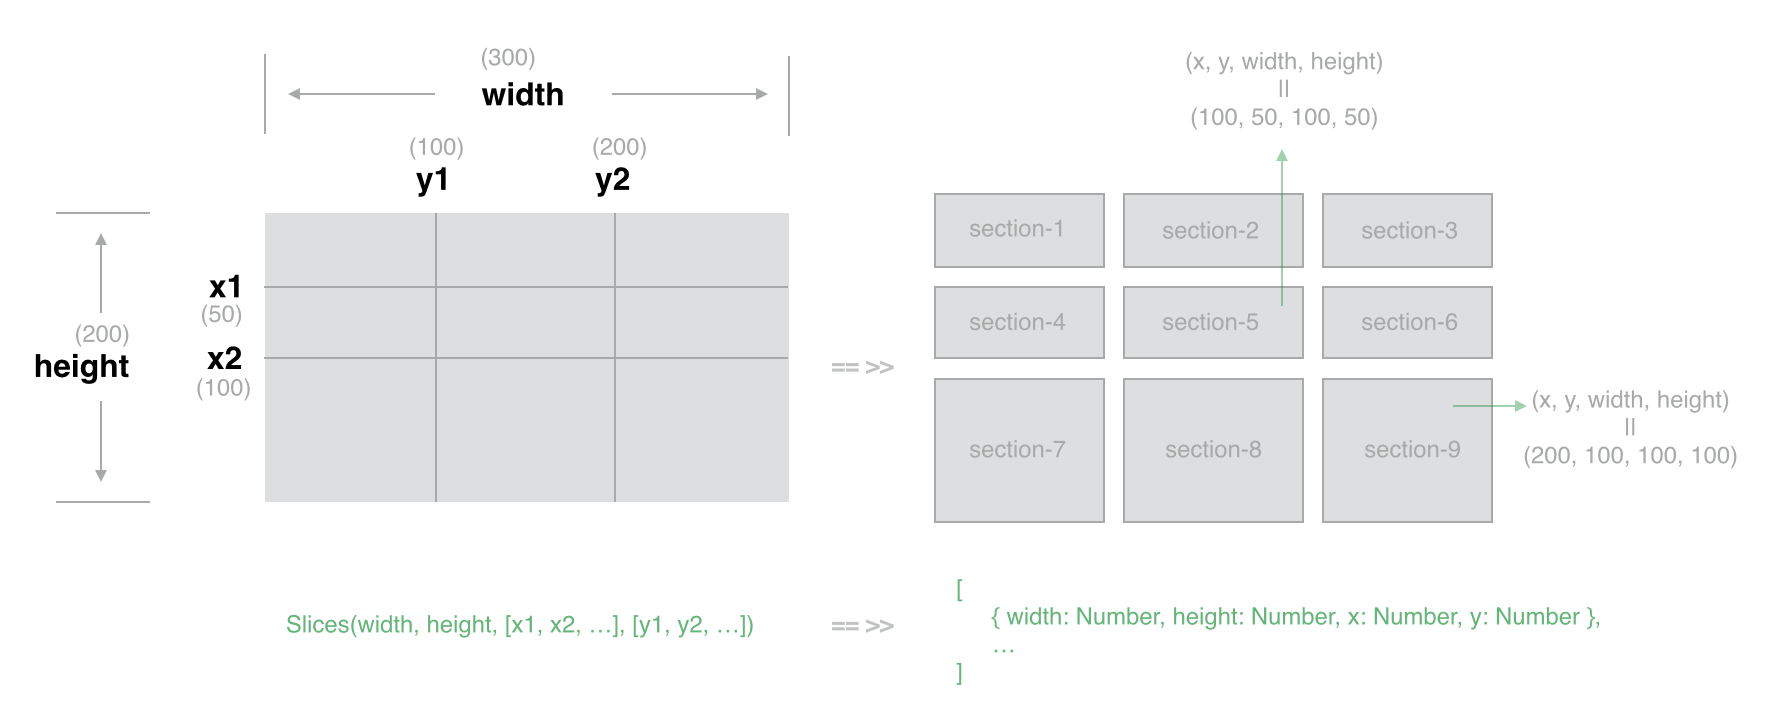 (300)
width
(100)
y1
(200)
y2
x1
(50)
(200)
height
x2
(100)
== >>
(x, y, width, height)
=
(100, 50, 100, 50)
section-1
section-2
section-3
section-4
section-5
section-6
section-7
section-8
section-9
(x, y, width, height)
=
(200, 100, 100, 100)
Slices(width, height, [x1, x2, …], [y1, y2, …])
== >>
[
{ width: Number, height: Number, x: Number, y: Number },
…
]